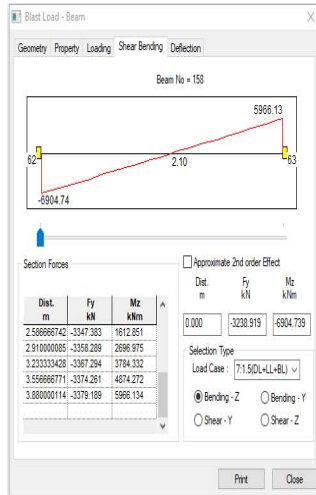 Blast Load - Beam
Geometry Property Loading Shear Bending Deflection
Beam No = 158
5966.13
62 2.10 63
-6904.74
Section Forces
Approximate 2nd order Effect
Dist. Fy Mz
m kN kNm
0.000 -3238.919 -6904.739
Dist. Fy Mz
m kN kNm
2.586666742 -3347.383 1612.851
2.910000085 -3358.289 2696.975
3.233333428 -3367.294 3784.332
3.556666771 -3374.261 4874.272
3.880000114 -3379.189 5966.134
Selection Type
Load Case : 7:1.5(DL+LL+BL)
Bending - Z Bending - Y
Shear - Y Shear - Z
Print Close